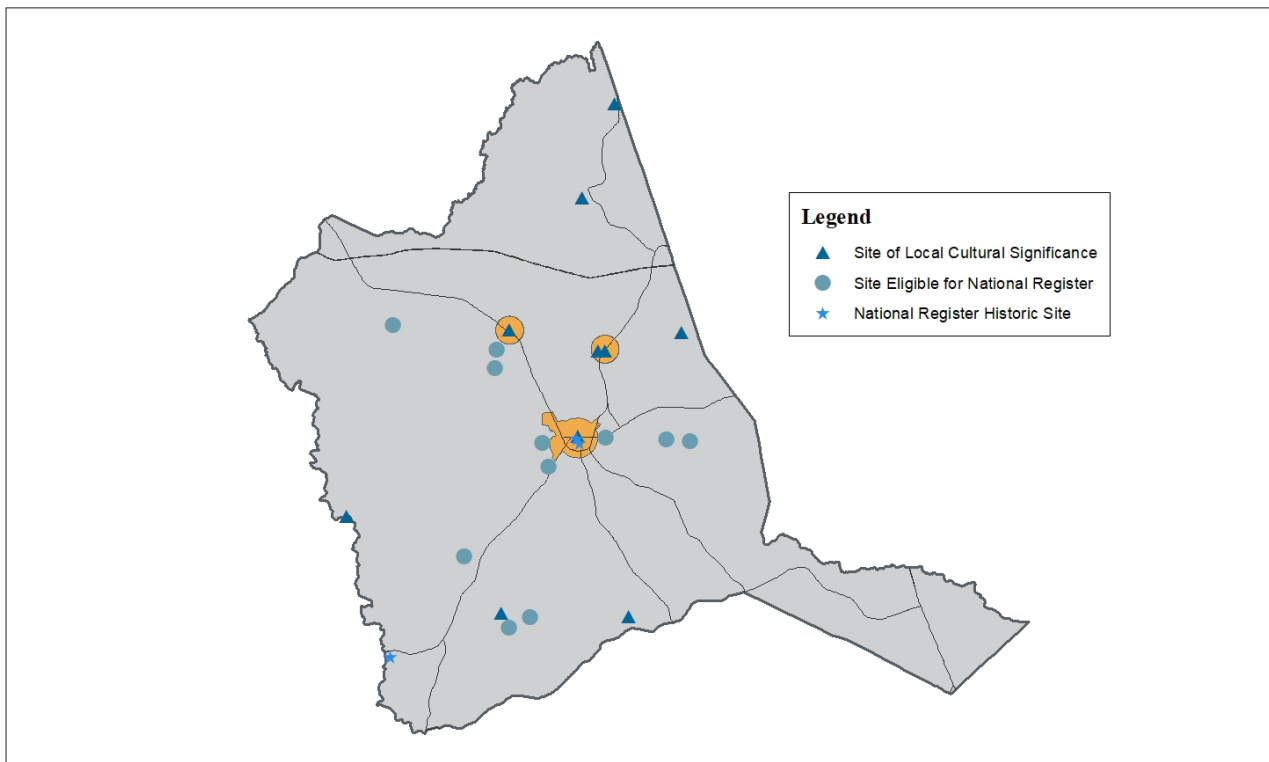 Legend
Site of Local Cultural Significance
Site Eligible for National Register
National Register Historic Site